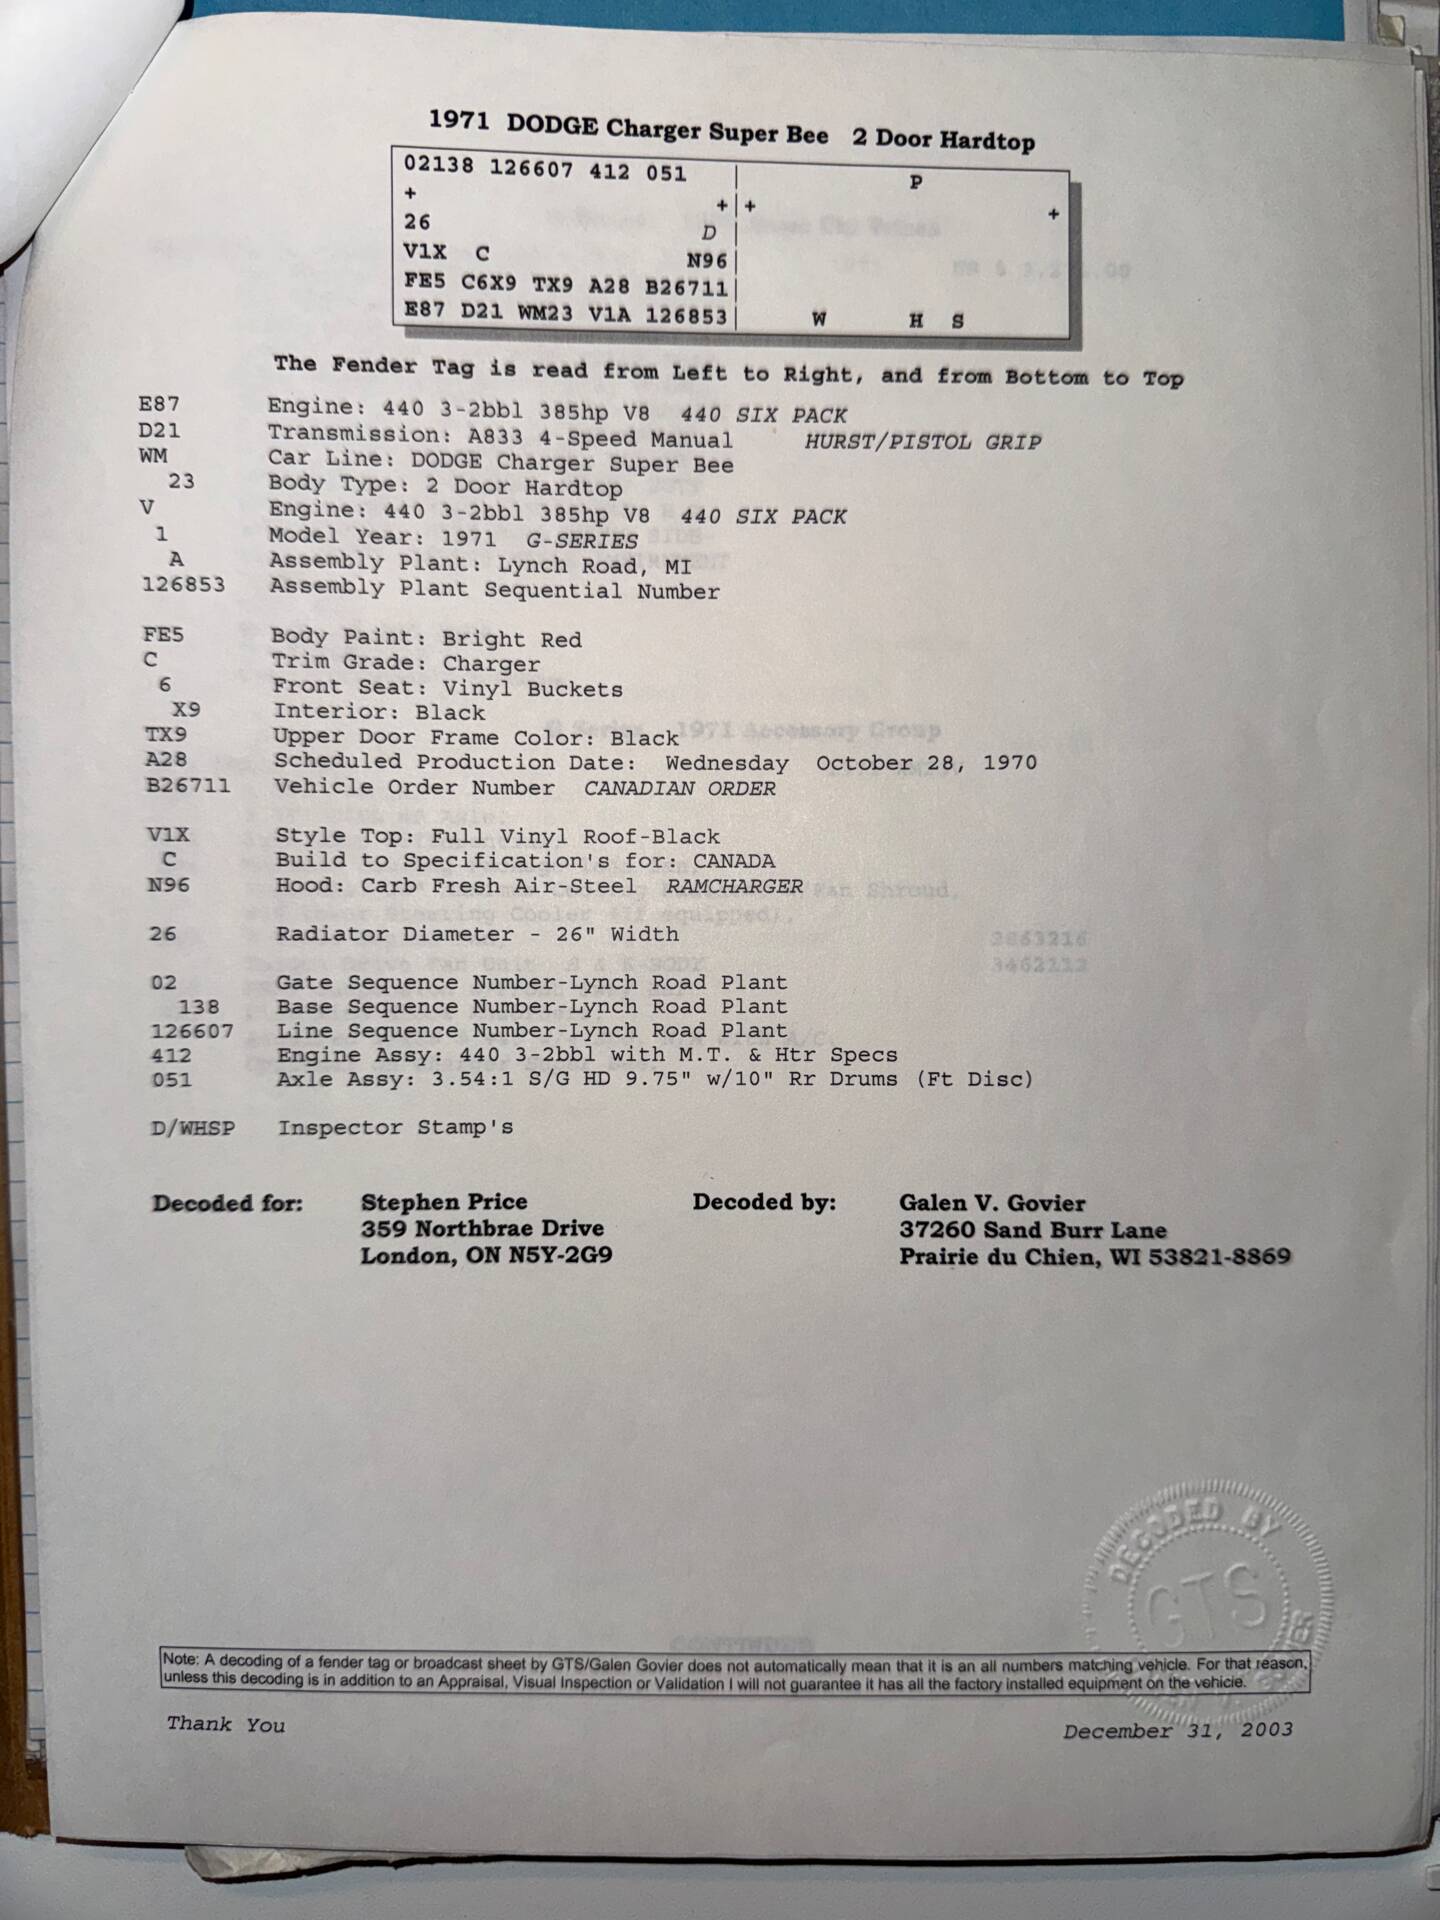 1971 DODGE Charger Super Bee 2 Door Hardtop
02138 126607 412 051 | P
+ + | + +
26 D |
V1X C N96 |
FE5 C6X9 TX9 A28 B26711 |
E87 D21 WM23 V1A 126853 | W H S
The Fender Tag is read from Left to Right, and from Bottom to Top
E87 Engine: 440 3-2bbl 385hp V8 440 SIX PACK
D21 Transmission: A833 4-Speed Manual HURST/PISTOL GRIP
WM Car Line: DODGE Charger Super Bee
23 Body Type: 2 Door Hardtop
V Engine: 440 3-2bbl 385hp V8 440 SIX PACK
1 Model Year: 1971 G-SERIES
A Assembly Plant: Lynch Road, MI
126853 Assembly Plant Sequential Number
FE5 Body Paint: Bright Red
C Trim Grade: Charger
6 Front Seat: Vinyl Buckets
X9 Interior: Black
TX9 Upper Door Frame Color: Black
A28 Scheduled Production Date: Wednesday October 28, 1970
B26711 Vehicle Order Number CANADIAN ORDER
V1X Style Top: Full Vinyl Roof-Black
C Build to Specification's for: CANADA
N96 Hood: Carb Fresh Air-Steel RAMCHARGER
26 Radiator Diameter - 26" Width
02 Gate Sequence Number-Lynch Road Plant
138 Base Sequence Number-Lynch Road Plant
126607 Line Sequence Number-Lynch Road Plant
412 Engine Assy: 440 3-2bbl with M.T. & Htr Specs
051 Axle Assy: 3.54:1 S/G HD 9.75" w/10" Rr Drums (Ft Disc)
D/WHSP Inspector Stamp's
Decoded for: Stephen Price Decoded by: Galen V. Govier
359 Northbrae Drive 37260 Sand Burr Lane
London, ON N5Y-2G9 Prairie du Chien, WI 53821-8869
DECODED BY
GTS
Note: A decoding of a fender tag or broadcast sheet by GTS/Galen Govier does not automatically mean that it is an all numbers matching vehicle. For that reason,
unless this decoding is in addition to an Appraisal, Visual Inspection or Validation I will not guarantee it has all the factory installed equipment on the vehicle.
Thank You December 31, 2003